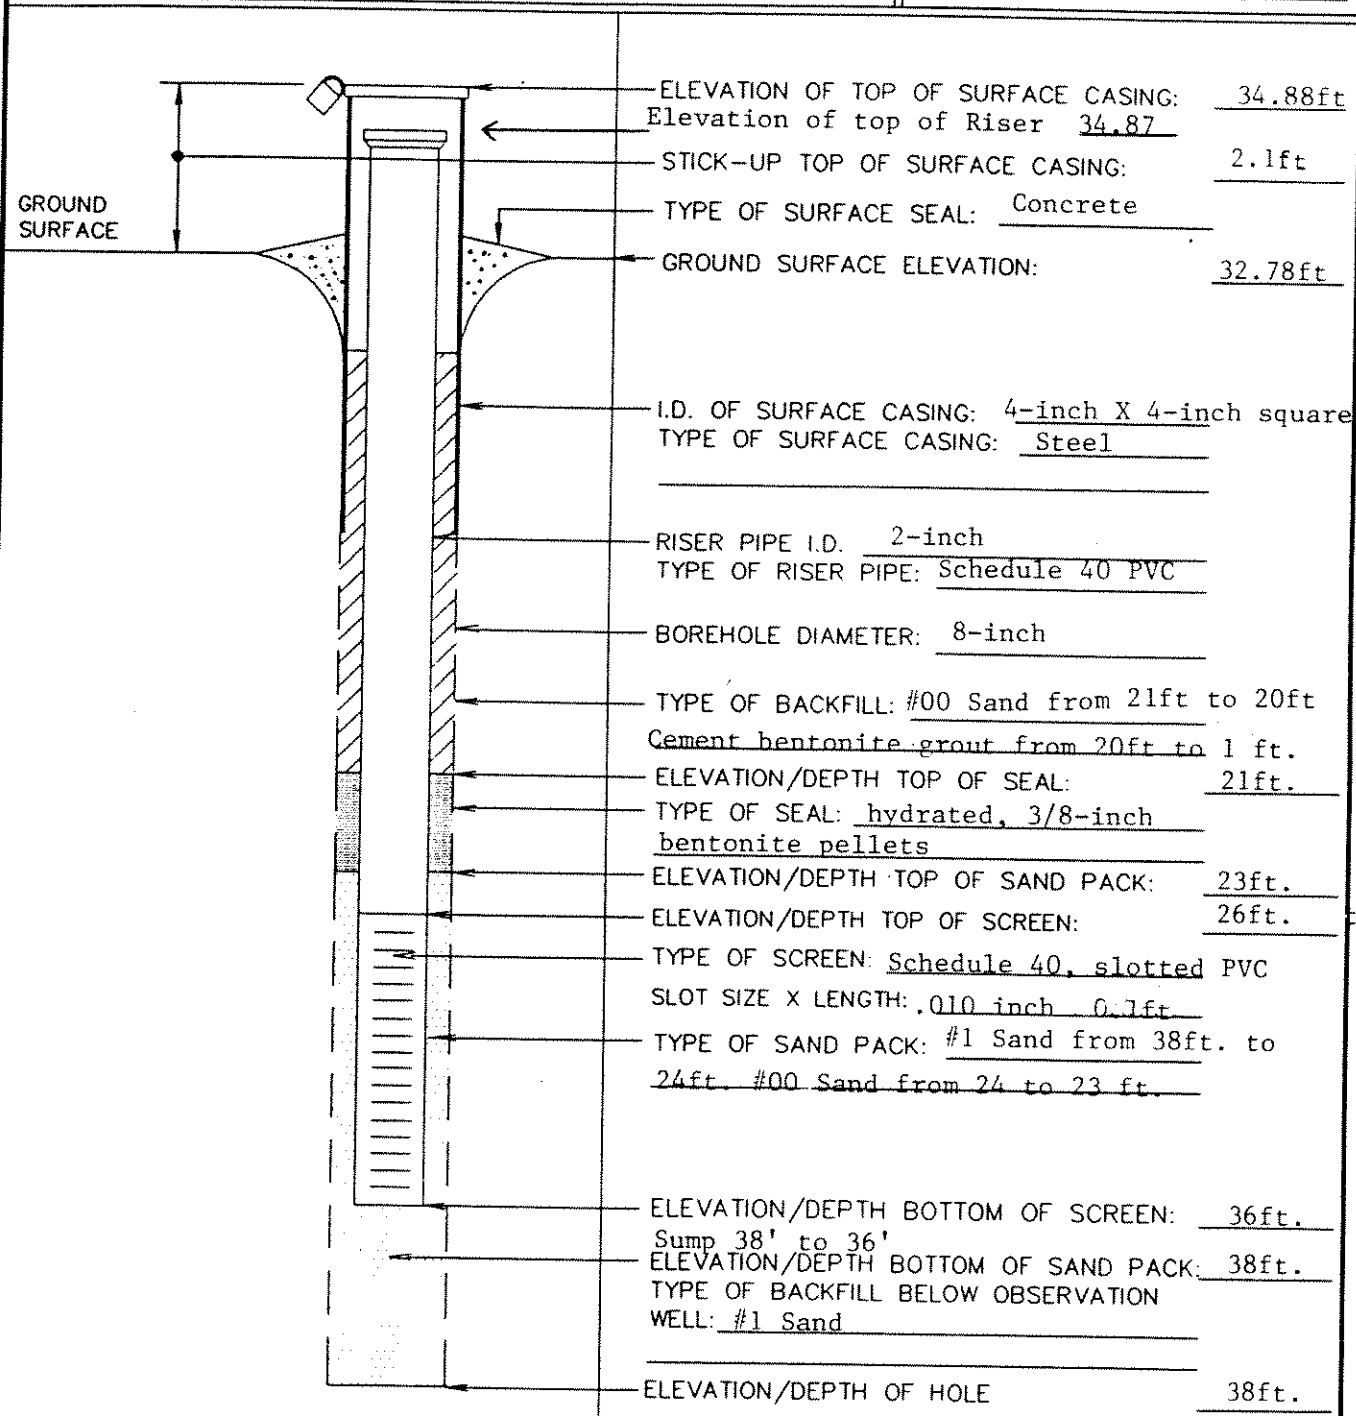 ELEVATION OF TOP OF SURFACE CASING: 34.88ft
Elevation of top of Riser 34.87
STICK-UP TOP OF SURFACE CASING: 2.1ft
GROUND
SURFACE
TYPE OF SURFACE SEAL: Concrete
GROUND SURFACE ELEVATION: 32.78ft
I.D. OF SURFACE CASING: 4-inch X 4-inch square
TYPE OF SURFACE CASING: Steel
RISER PIPE I.D. 2-inch
TYPE OF RISER PIPE: Schedule 40 PVC
BOREHOLE DIAMETER: 8-inch
TYPE OF BACKFILL: #00 Sand from 21ft to 20ft
Cement bentonite grout from 20ft to 1 ft.
ELEVATION/DEPTH TOP OF SEAL: 21ft.
TYPE OF SEAL: hydrated, 3/8-inch
bentonite pellets
ELEVATION/DEPTH TOP OF SAND PACK: 23ft.
ELEVATION/DEPTH TOP OF SCREEN: 26ft.
TYPE OF SCREEN: Schedule 40, slotted PVC
SLOT SIZE X LENGTH: .010 inch
TYPE OF SAND PACK: #1 Sand from 38ft. to
24ft. #00 Sand from 24 to 23 ft.
ELEVATION/DEPTH BOTTOM OF SCREEN: 36ft.
Sump 38' to 36'
ELEVATION/DEPTH BOTTOM OF SAND PACK: 38ft.
TYPE OF BACKFILL BELOW OBSERVATION
WELL: #1 Sand
ELEVATION/DEPTH OF HOLE 38ft.